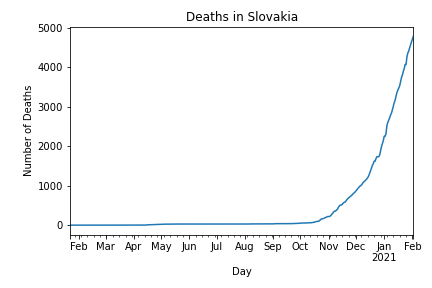 Deaths in Slovakia
5000
4000
3000
2000
1000
0
Number of Deaths
Feb Mar Apr May Jun Jul Aug Sep Oct Nov Dec Jan Feb
2021
Day